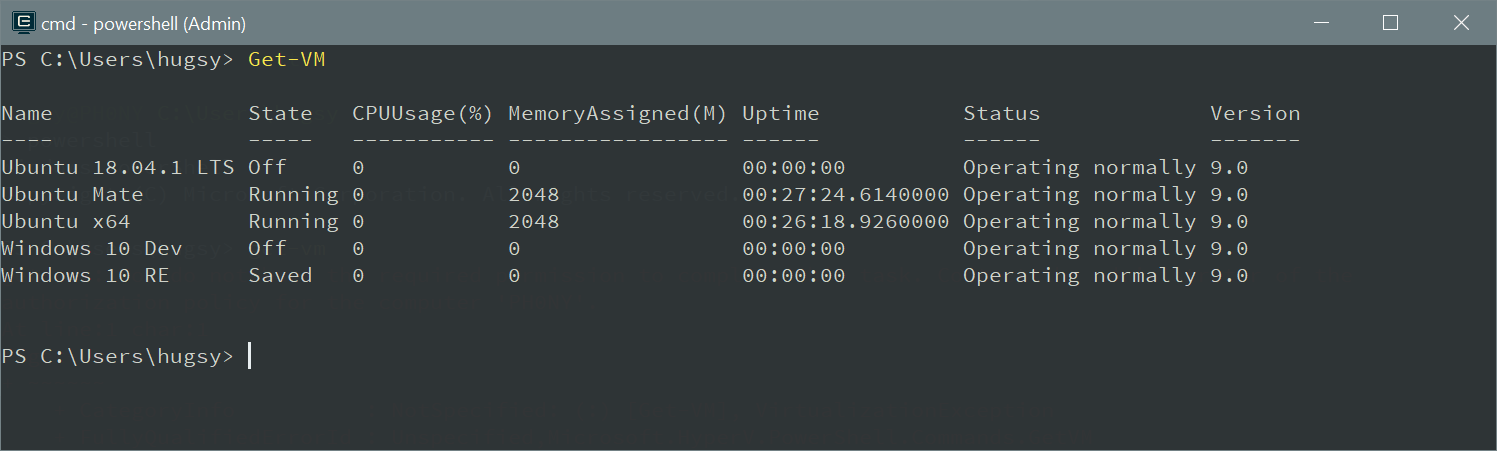 cmd - powershell (Admin)
PS C:\Users\hugsy> Get-VM
Name               State   CPUUsage(%) MemoryAssigned(M) Uptime           Status             Version
----               -----   ----------- ----------------- ------           ------             -------
Ubuntu 18.04.1 LTS Off     0           0                 00:00:00         Operating normally 9.0
Ubuntu Mate        Running 0           2048              00:27:24.6140000 Operating normally 9.0
Ubuntu x64         Running 0           2048              00:26:18.9260000 Operating normally 9.0
Windows 10 Dev     Off     0           0                 00:00:00         Operating normally 9.0
Windows 10 RE      Saved   0           0                 00:00:00         Operating normally 9.0
PS C:\Users\hugsy>